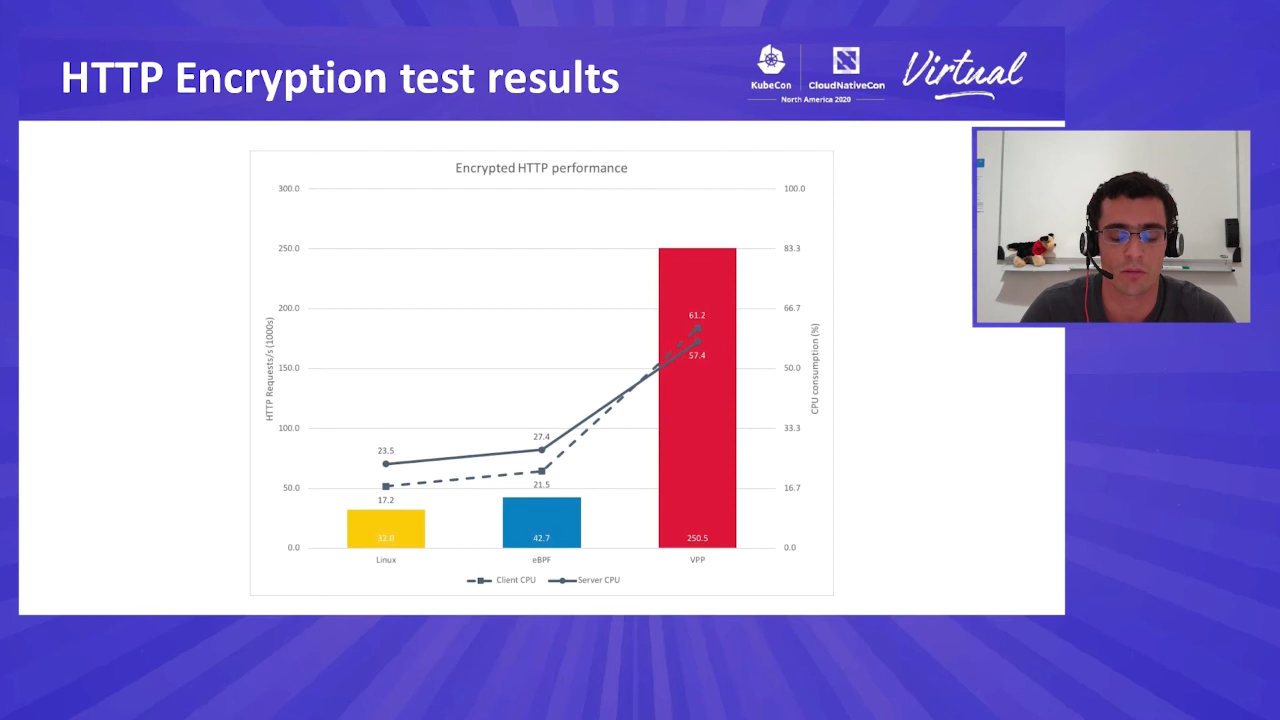 HTTP Encryption test results
KubeCon
CloudNativeCon
North America 2020
Virtual
Encrypted HTTP performance
300.0
250.0
200.0
150.0
100.0
50.0
0.0
HTTP Requests/s (1000s)
100.0
83.3
66.7
50.0
33.3
16.7
0.0
CPU consumption (%)
23.5
17.2
32.0
27.4
21.5
42.7
61.2
57.4
250.5
Linux
eBPF
VPP
Client CPU
Server CPU